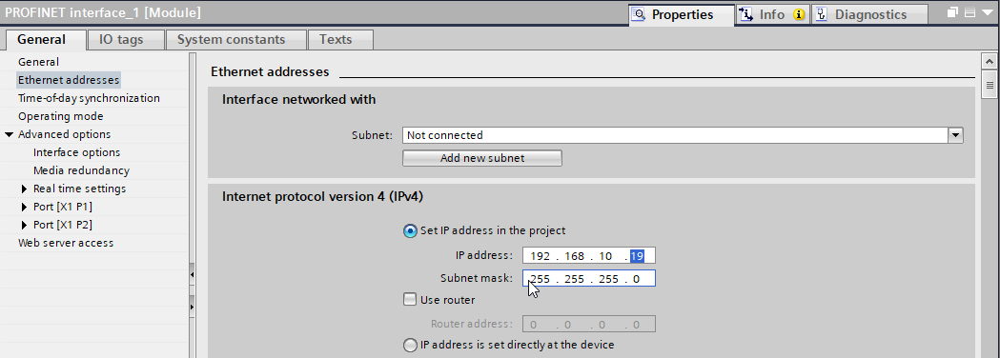 PROFINET interface_1 [Module]
Properties
Info
Diagnostics
General
IO tags
System constants
Texts
General
Ethernet addresses
Time-of-day synchronization
Operating mode
Advanced options
Interface options
Media redundancy
Real time settings
Port [X1 P1]
Port [X1 P2]
Web server access
Ethernet addresses
Interface networked with
Subnet: Not connected
Add new subnet
Internet protocol version 4 (IPv4)
Set IP address in the project
IP address: 192 . 168 . 10 . 19
Subnet mask: 255 . 255 . 255 . 0
Use router
Router address: 0 . 0 . 0 . 0
IP address is set directly at the device